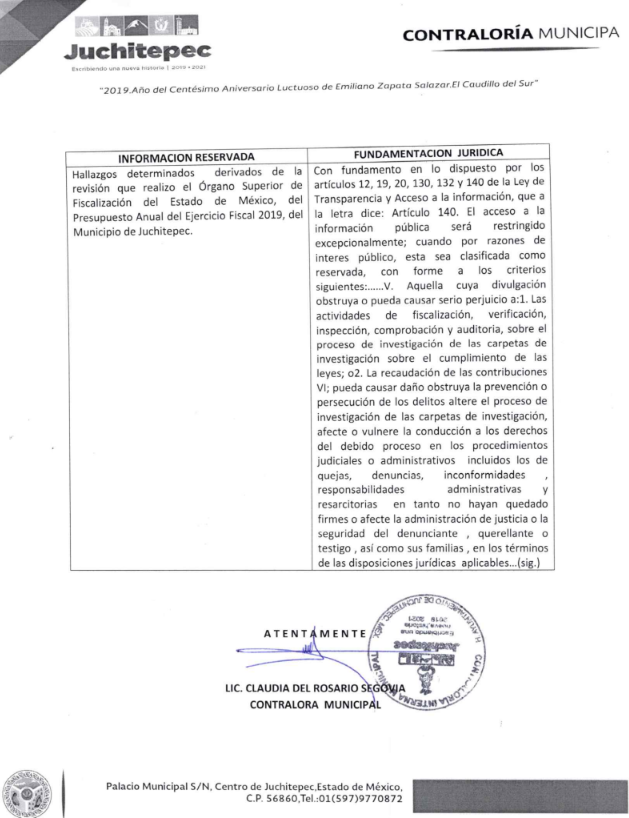 Juchitepec
Escribiendo una nueva historia | 2019 • 2021
CONTRALORÍA MUNICIPA
"2019.Año del Centésimo Aniversario Luctuoso de Emiliano Zapata Salazar.El Caudillo del Sur"
INFORMACION RESERVADA
Hallazgos determinados derivados de la
revisión que realizo el Órgano Superior de
Fiscalización del Estado de México, del
Presupuesto Anual del Ejercicio Fiscal 2019, del
Municipio de Juchitepec.
FUNDAMENTACION JURIDICA
Con fundamento en lo dispuesto por los
artículos 12, 19, 20, 130, 132 y 140 de la Ley de
Transparencia y Acceso a la información, que a
la letra dice: Artículo 140. El acceso a la
información pública será restringido
excepcionalmente; cuando por razones de
interes público, esta sea clasificada como
reservada, con forme a los criterios
siguientes:......V. Aquella cuya divulgación
obstruya o pueda causar serio perjuicio a:1. Las
actividades de fiscalización, verificación,
inspección, comprobación y auditoria, sobre el
proceso de investigación de las carpetas de
investigación sobre el cumplimiento de las
leyes; o2. La recaudación de las contribuciones
VI; pueda causar daño obstruya la prevención o
persecución de los delitos altere el proceso de
investigación de las carpetas de investigación,
afecte o vulnere la conducción a los derechos
del debido proceso en los procedimientos
judiciales o administrativos incluidos los de
quejas, denuncias, inconformidades ,
responsabilidades administrativas y
resarcitorias en tanto no hayan quedado
firmes o afecte la administración de justicia o la
seguridad del denunciante , querellante o
testigo , así como sus familias , en los términos
de las disposiciones jurídicas aplicables...(sig.)
ATENTAMENTE
LIC. CLAUDIA DEL ROSARIO SEGOVIA
CONTRALORA MUNICIPAL
H. AYUNTAMIENTO DE JUCHITEPEC, MEX.
2019 2021
Escribiendo una
nueva historia
Juchitepec
CONTRALORIA INTERNA MUNICIPAL
Palacio Municipal S/N, Centro de Juchitepec,Estado de México,
C.P. 56860,Tel.:01(597)9770872